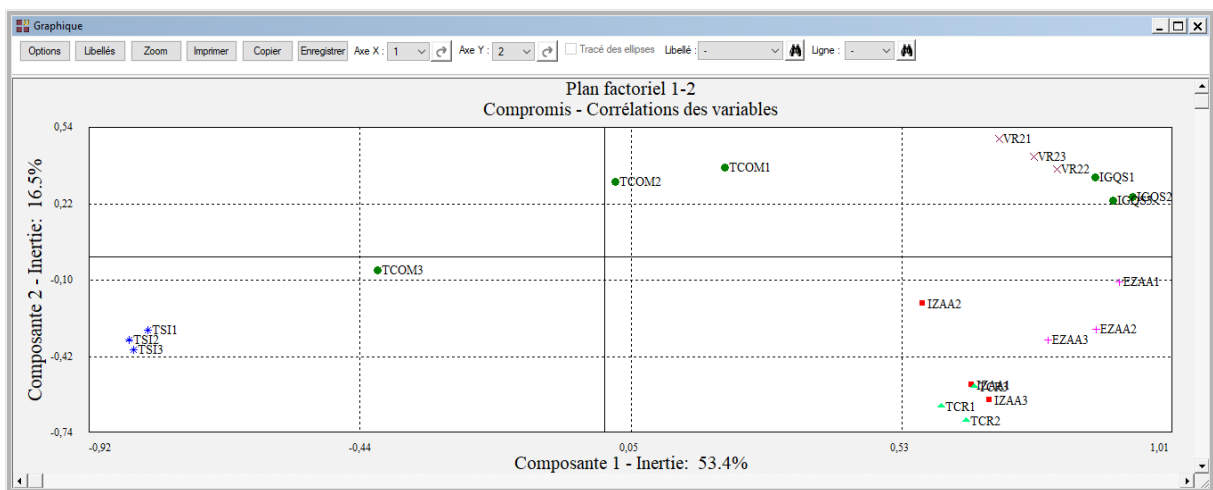 Graphique
Options Libellés Zoom Imprimer Copier Enregistrer Axe X : 1 Axe Y : 2 Tracé des ellipses Libellé : - Ligne : -
Plan factoriel 1-2
Compromis - Corrélations des variables
0,54
VR21
VR23
TCOM1
VR22
IGQS1
TCOM2
IGQS2
0,22
IGQS3
Composante 2 - Inertie: 16.5%
TCOM3
-0,10
EZAA1
IZAA2
TSI1
EZAA2
TSI2
EZAA3
TSI3
-0,42
IZAA1
TCR3
IZAA3
TCR1
TCR2
-0,74
-0,92 -0,44 0,05 0,53 1,01
Composante 1 - Inertie: 53.4%